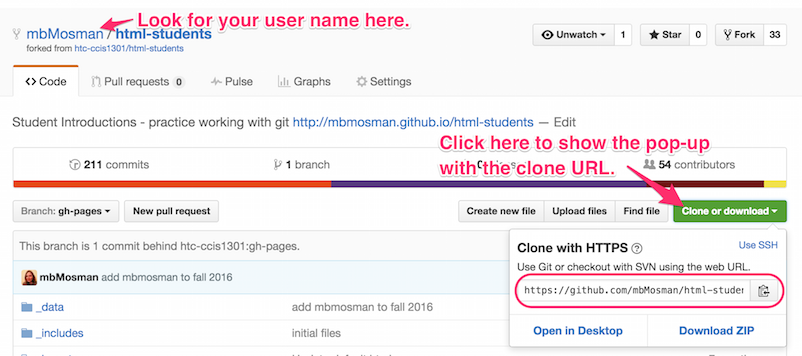 Look for your user name here.
mbMosman / html-students
forked from htc-ccis1301/html-students
Unwatch 1 Star 0 Fork 33
Code Pull requests 0 Pulse Graphs Settings
Student Introductions - practice working with git http://mbmosman.github.io/html-students — Edit
Click here to show the pop-up
with the clone URL.
211 commits 1 branch 54 contributors
Branch: gh-pages New pull request Create new file Upload files Find file Clone or download
This branch is 1 commit behind htc-ccis1301:gh-pages.
mbMosman add mbmosman to fall 2016
_data add mbmosman to fall 2016
_includes initial files
Clone with HTTPS Use SSH
Use Git or checkout with SVN using the web URL.
https://github.com/mbMosman/html-studen
Open in Desktop Download ZIP